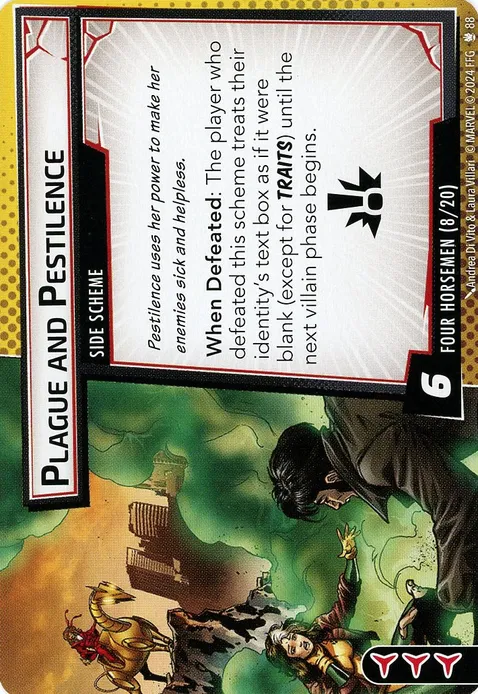 PLAGUE AND PESTILENCE
SIDE SCHEME
Pestilence uses her power to make her
enemies sick and helpless.
When Defeated: The player who
defeated this scheme treats their
identity's text box as if it were
blank (except for TRAITS) until the
next villain phase begins.
6
FOUR HORSEMEN (8/20)
Andrea Di Vito & Laura Villari. © MARVEL © 2024 FFG 88